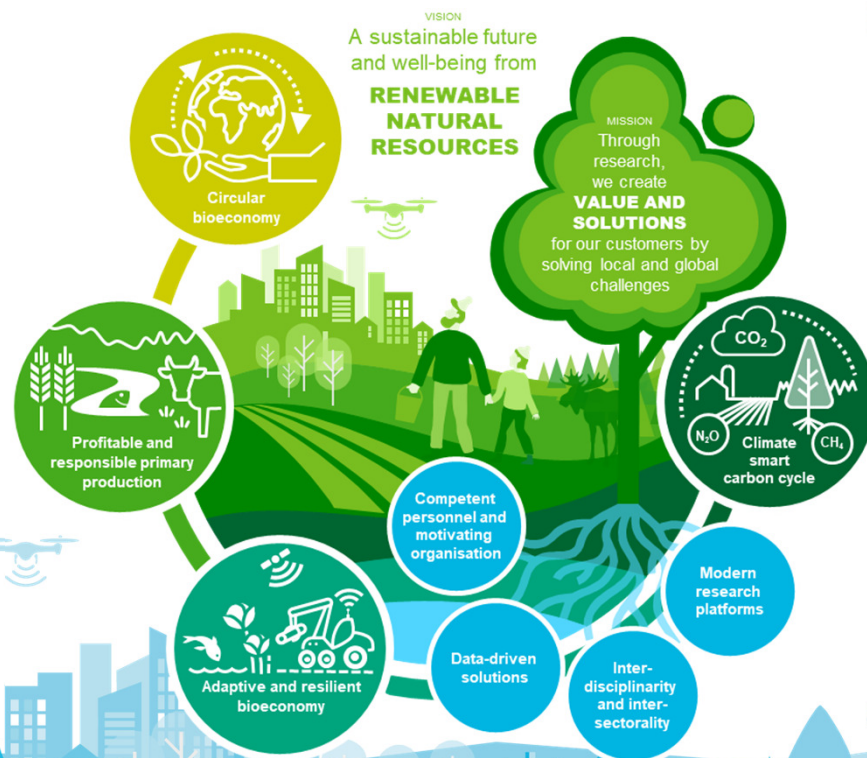 VISION
A sustainable future
and well-being from
RENEWABLE
NATURAL
RESOURCES
MISSION
Through
research,
we create
VALUE AND
SOLUTIONS
for our customers by
solving local and global
challenges
Circular
bioeconomy
Profitable and
responsible primary
production
CO₂
N₂O
CH₄
Climate
smart
carbon cycle
Competent
personnel and
motivating
organisation
Modern
research
platforms
Adaptive and resilient
bioeconomy
Data-driven
solutions
Inter-
disciplinarity
and inter-
sectorality